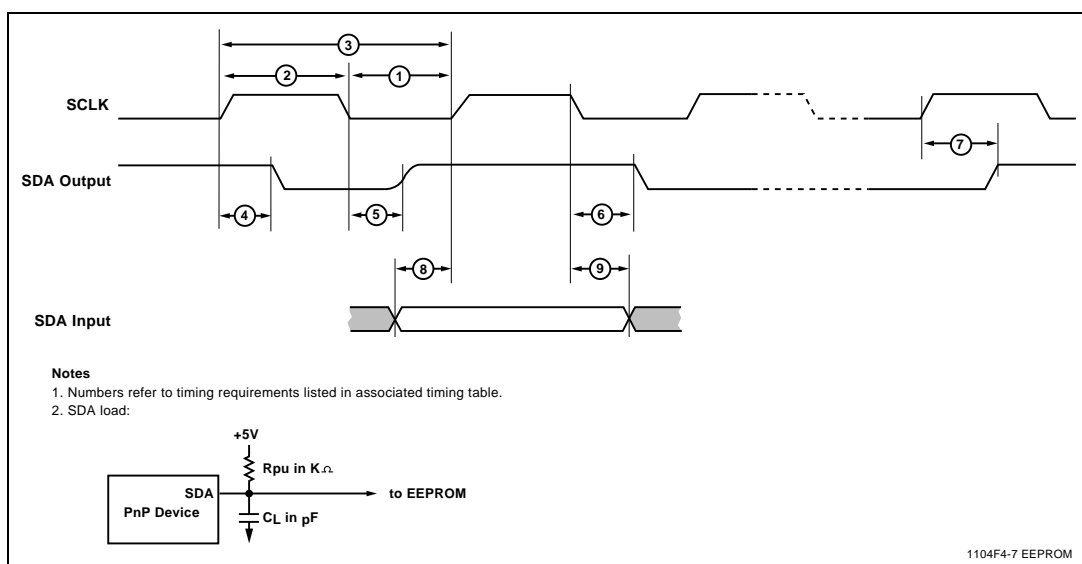 3
2
1
SCLK
7
SDA Output
4
5
6
8
9
SDA Input
Notes
1. Numbers refer to timing requirements listed in associated timing table.
2. SDA load:
+5V
Rpu in KΩ
SDA
to EEPROM
PnP Device
CL in pF
1104F4-7 EEPROM